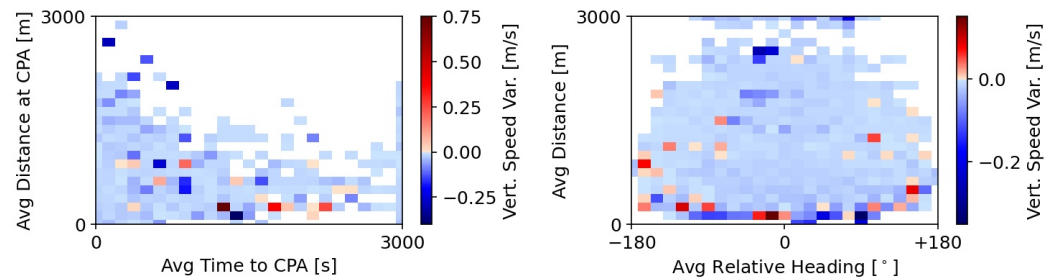 3000
0
0
3000
Avg Distance at CPA [m]
Avg Time to CPA [s]
0.75
0.50
0.25
0.00
−0.25
Vert. Speed Var. [m/s]
3000
0
−180
0
+180
Avg Distance [m]
Avg Relative Heading [°]
0.0
−0.2
Vert. Speed Var. [m/s]